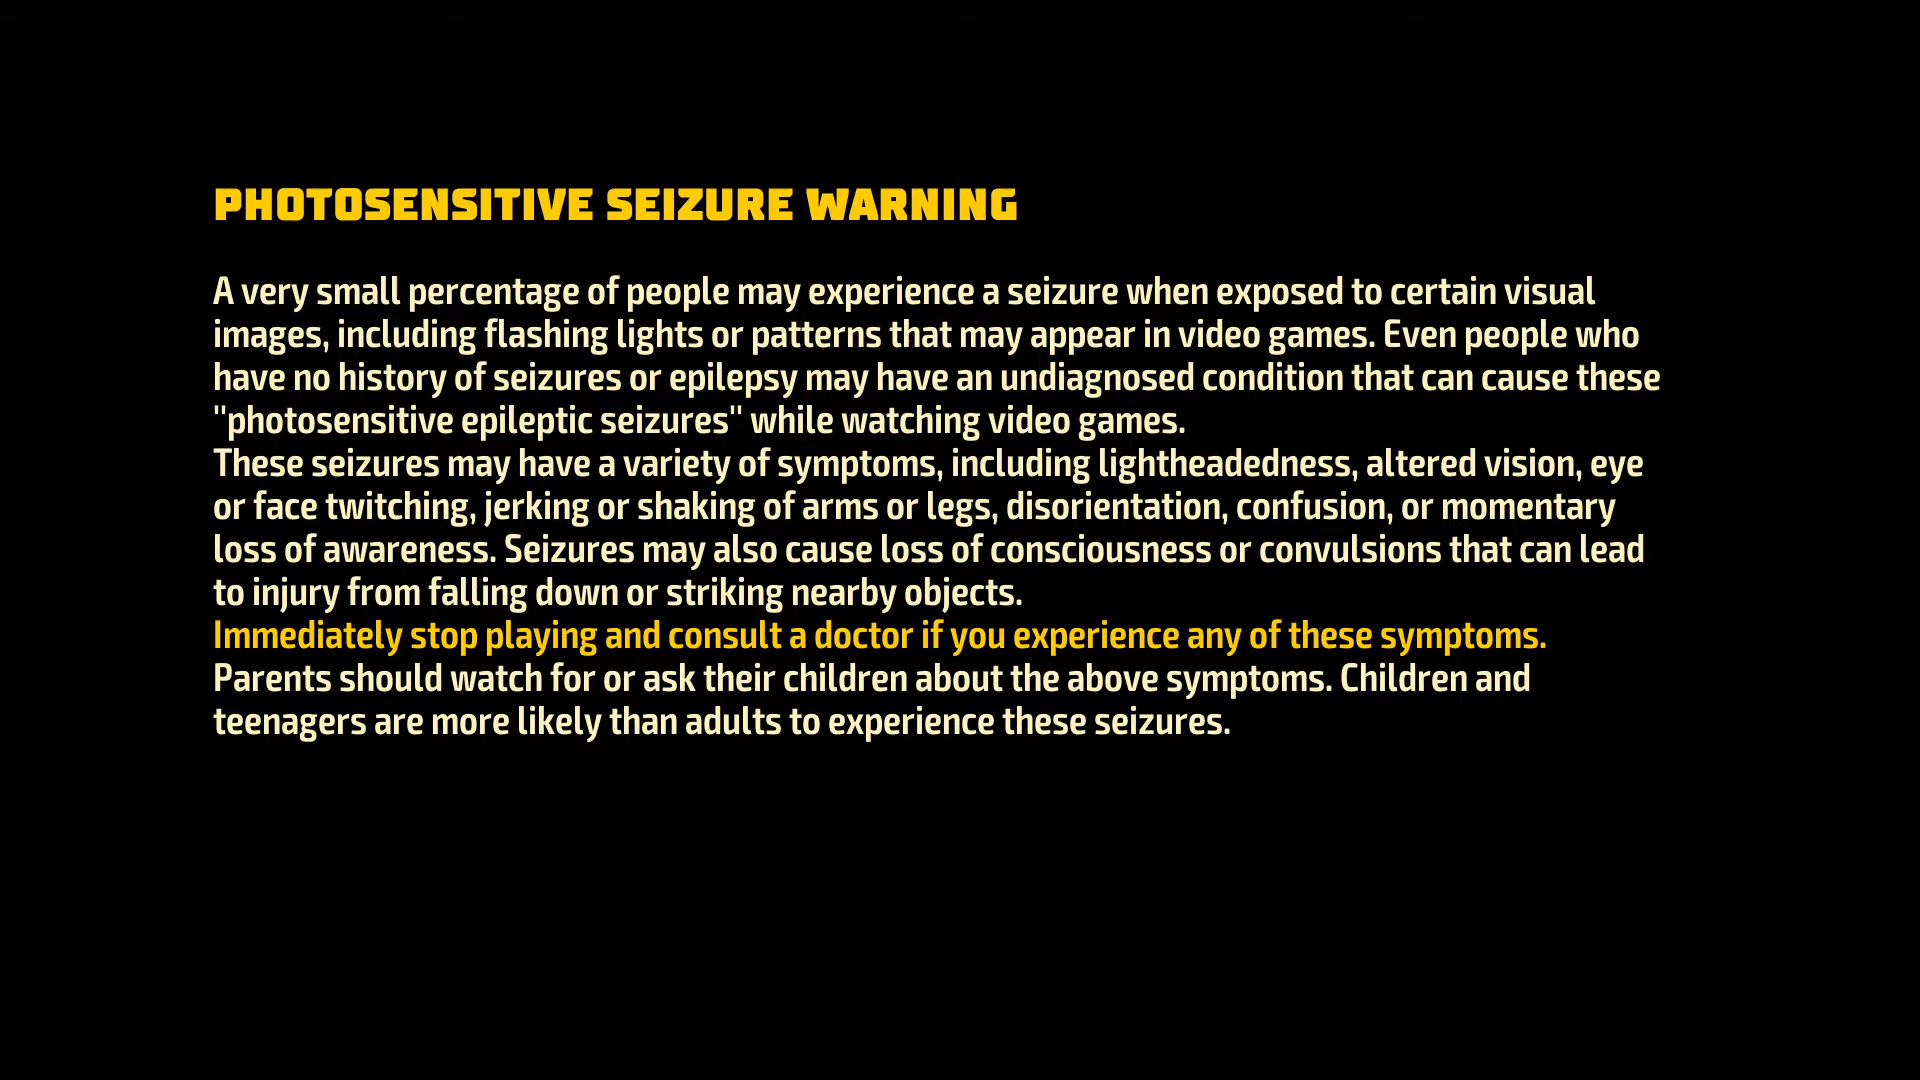 PHOTOSENSITIVE SEIZURE WARNING
A very small percentage of people may experience a seizure when exposed to certain visual
images, including flashing lights or patterns that may appear in video games. Even people who
have no history of seizures or epilepsy may have an undiagnosed condition that can cause these
"photosensitive epileptic seizures" while watching video games.
These seizures may have a variety of symptoms, including lightheadedness, altered vision, eye
or face twitching, jerking or shaking of arms or legs, disorientation, confusion, or momentary
loss of awareness. Seizures may also cause loss of consciousness or convulsions that can lead
to injury from falling down or striking nearby objects.
Immediately stop playing and consult a doctor if you experience any of these symptoms.
Parents should watch for or ask their children about the above symptoms. Children and
teenagers are more likely than adults to experience these seizures.